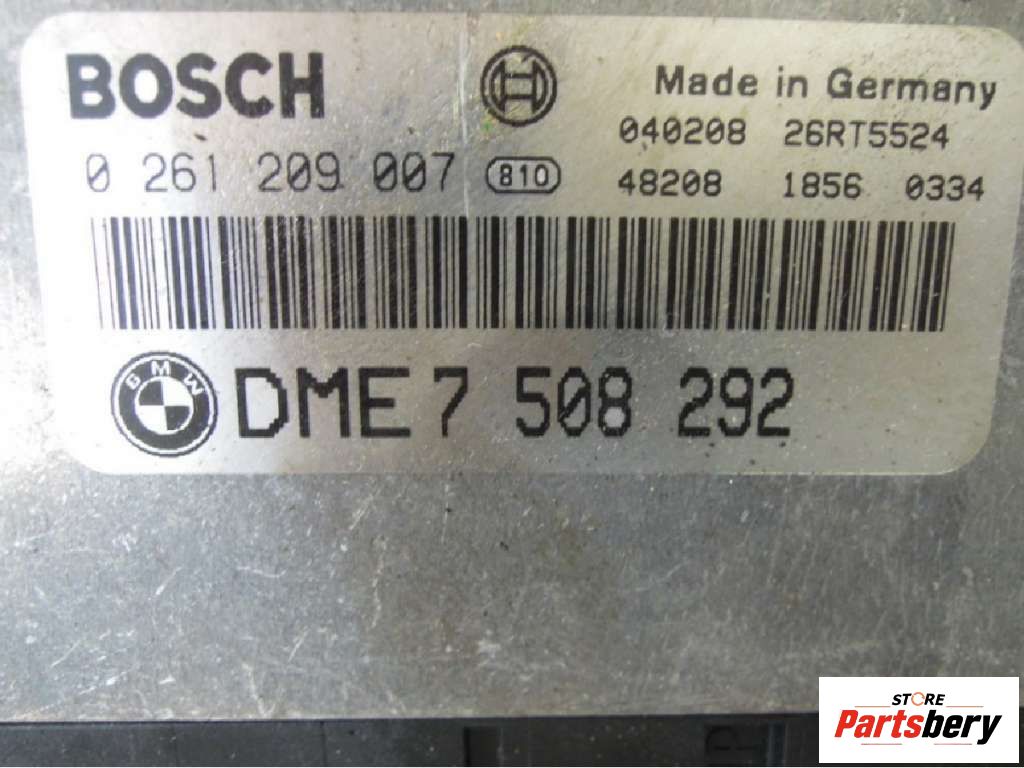 BOSCH
Made in Germany
040208 26RT5524
0 261 209 007 810
48208 1856 0334
BMW DME 7 508 292
STORE
Partsbery